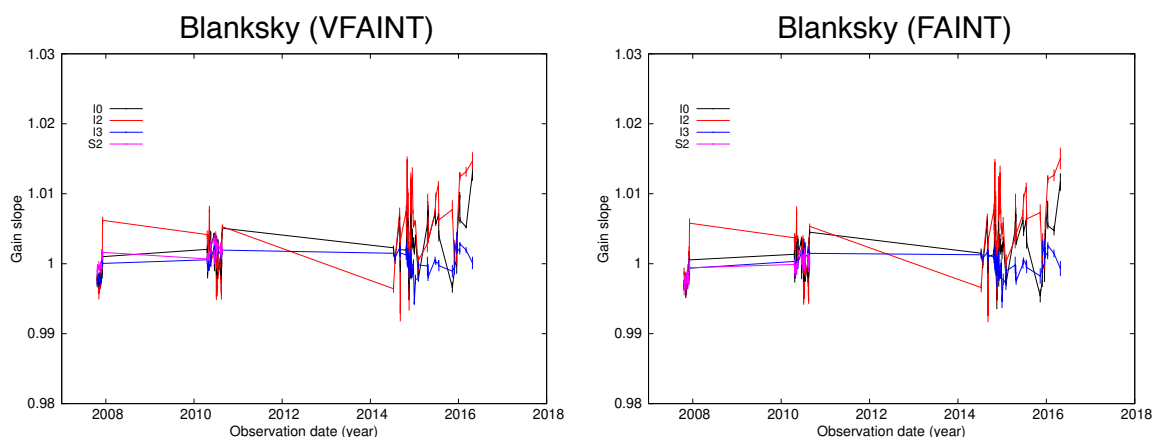 Blanksky (VFAINT)
1.03
1.02
1.01
1
0.99
0.98
Gain slope
I0
I2
I3
S2
2008
2010
2012
2014
2016
2018
Observation date (year)
Blanksky (FAINT)
1.03
1.02
1.01
1
0.99
0.98
Gain slope
I0
I2
I3
S2
2008
2010
2012
2014
2016
2018
Observation date (year)